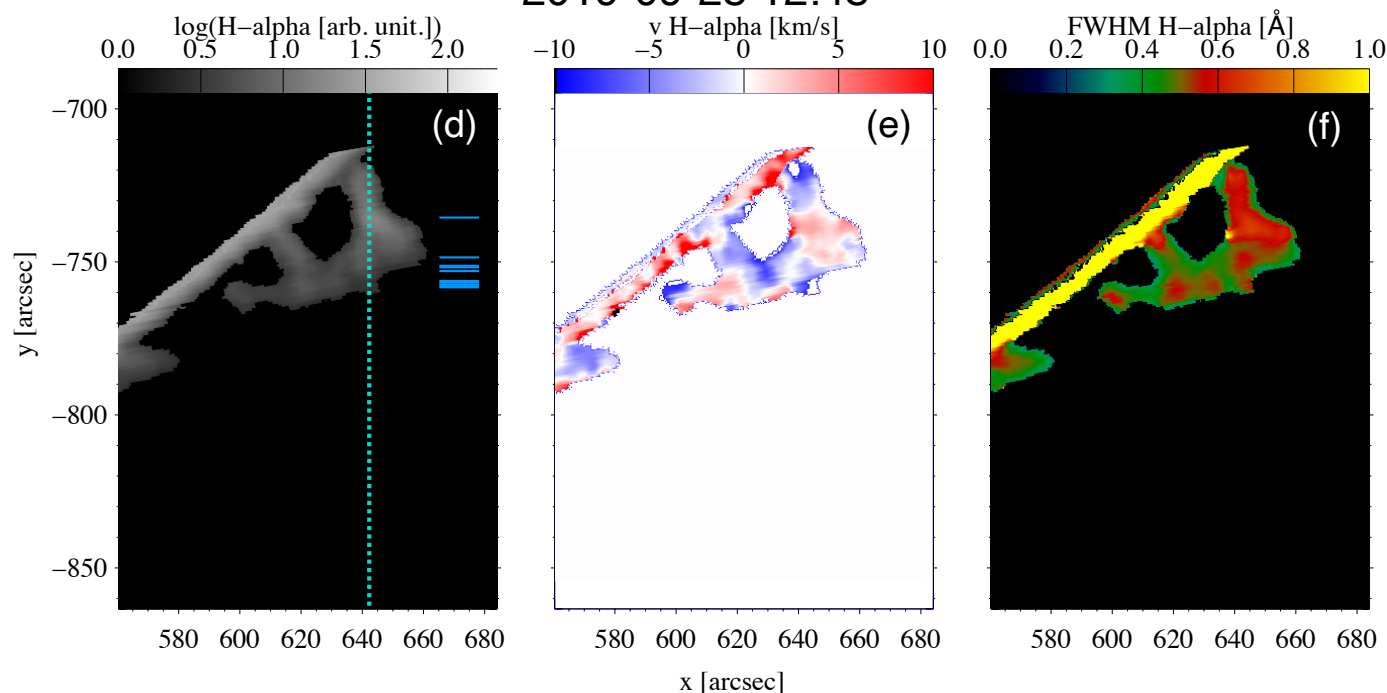 log(H−alpha [arb. unit.])
0.0 0.5 1.0 1.5 2.0
v H−alpha [km/s]
−10 −5 0 5 10
FWHM H−alpha [Å]
0.0 0.2 0.4 0.6 0.8 1.0
(d)
(e)
(f)
−700
−750
−800
−850
y [arcsec]
580 600 620 640 660 680
580 600 620 640 660 680
580 600 620 640 660 680
x [arcsec]